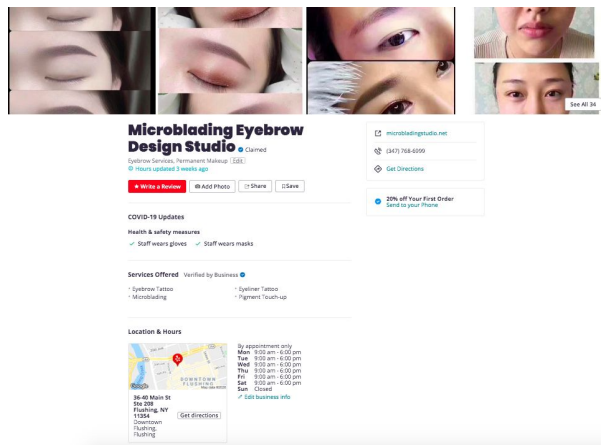 See All 34
Microblading Eyebrow
Design Studio Claimed
Eyebrow Services, Permanent Makeup Edit
Hours updated 3 weeks ago
Write a Review Add Photo Share Save
microbladingstudio.net
(347) 768-6999
Get Directions
20% off Your First Order
Send to your Phone
COVID-19 Updates
Health & safety measures
Staff wears gloves Staff wears masks
Services Offered Verified by Business
Eyebrow Tattoo Eyeliner Tattoo
Microblading Pigment Touch-up
Location & Hours
DOWNTOWN
FLUSHING
Google
36-40 Main St
Ste 208
Flushing, NY
11354
Downtown
Flushing,
Flushing
Get directions
By appointment only
Mon 9:00 am - 6:00 pm
Tue 9:00 am - 6:00 pm
Wed 9:00 am - 6:00 pm
Thu 9:00 am - 6:00 pm
Fri 9:00 am - 6:00 pm
Sat 9:00 am - 6:00 pm
Sun Closed
Edit business info